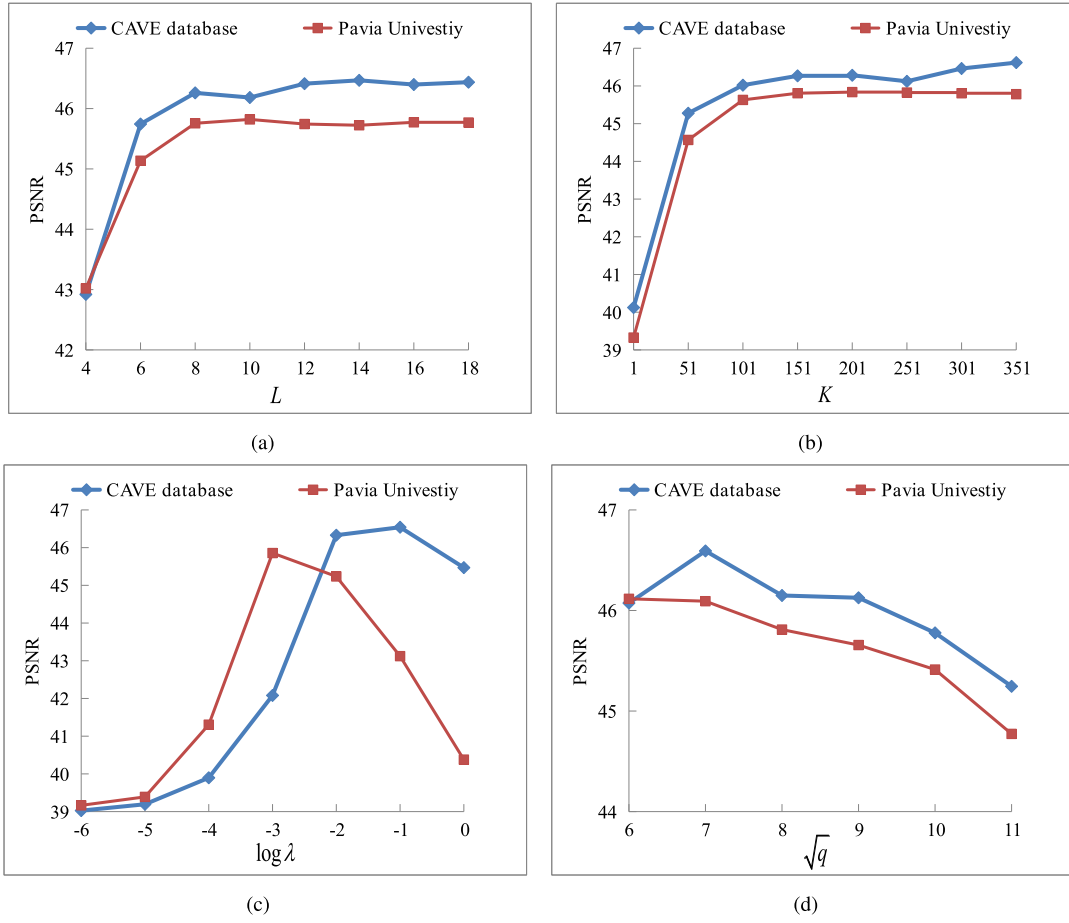 CAVE database Pavia Univestiy
47
46
45
44
43
42
PSNR
4 6 8 10 12 14 16 18
L
(a)
CAVE database Pavia Univestiy
47
46
45
44
43
42
41
40
39
PSNR
1 51 101 151 201 251 301 351
K
(b)
CAVE database Pavia Univestiy
47
46
45
44
43
42
41
40
39
PSNR
-6 -5 -4 -3 -2 -1 0
log λ
(c)
CAVE database Pavia Univestiy
47
46
45
44
PSNR
6 7 8 9 10 11
√q
(d)